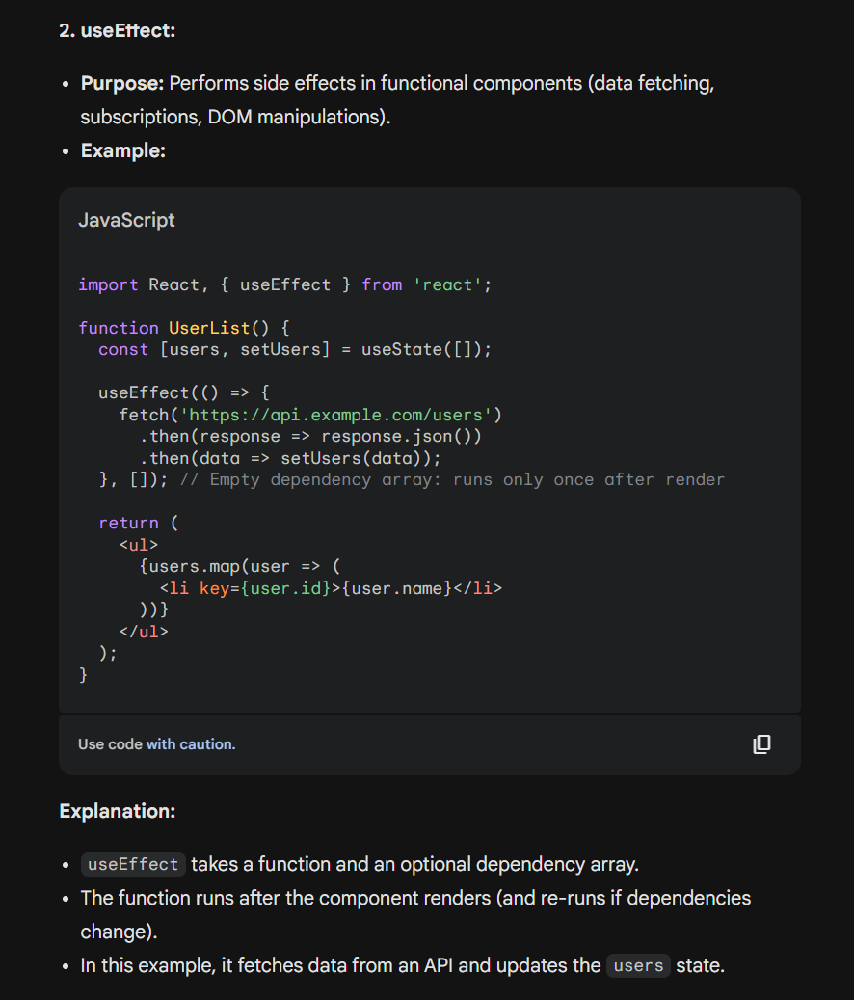 2. useEffect:
• Purpose: Performs side effects in functional components (data fetching,
subscriptions, DOM manipulations).
• Example:
JavaScript
import React, { useEffect } from 'react';
function UserList() {
  const [users, setUsers] = useState([]);
  useEffect(() => {
    fetch('https://api.example.com/users')
      .then(response => response.json())
      .then(data => setUsers(data));
  }, []); // Empty dependency array: runs only once after render
  return (
    <ul>
      {users.map(user => (
        <li key={user.id}>{user.name}</li>
      ))}
    </ul>
  );
}
Use code with caution.
Explanation:
• useEffect takes a function and an optional dependency array.
• The function runs after the component renders (and re-runs if dependencies
change).
• In this example, it fetches data from an API and updates the users state.